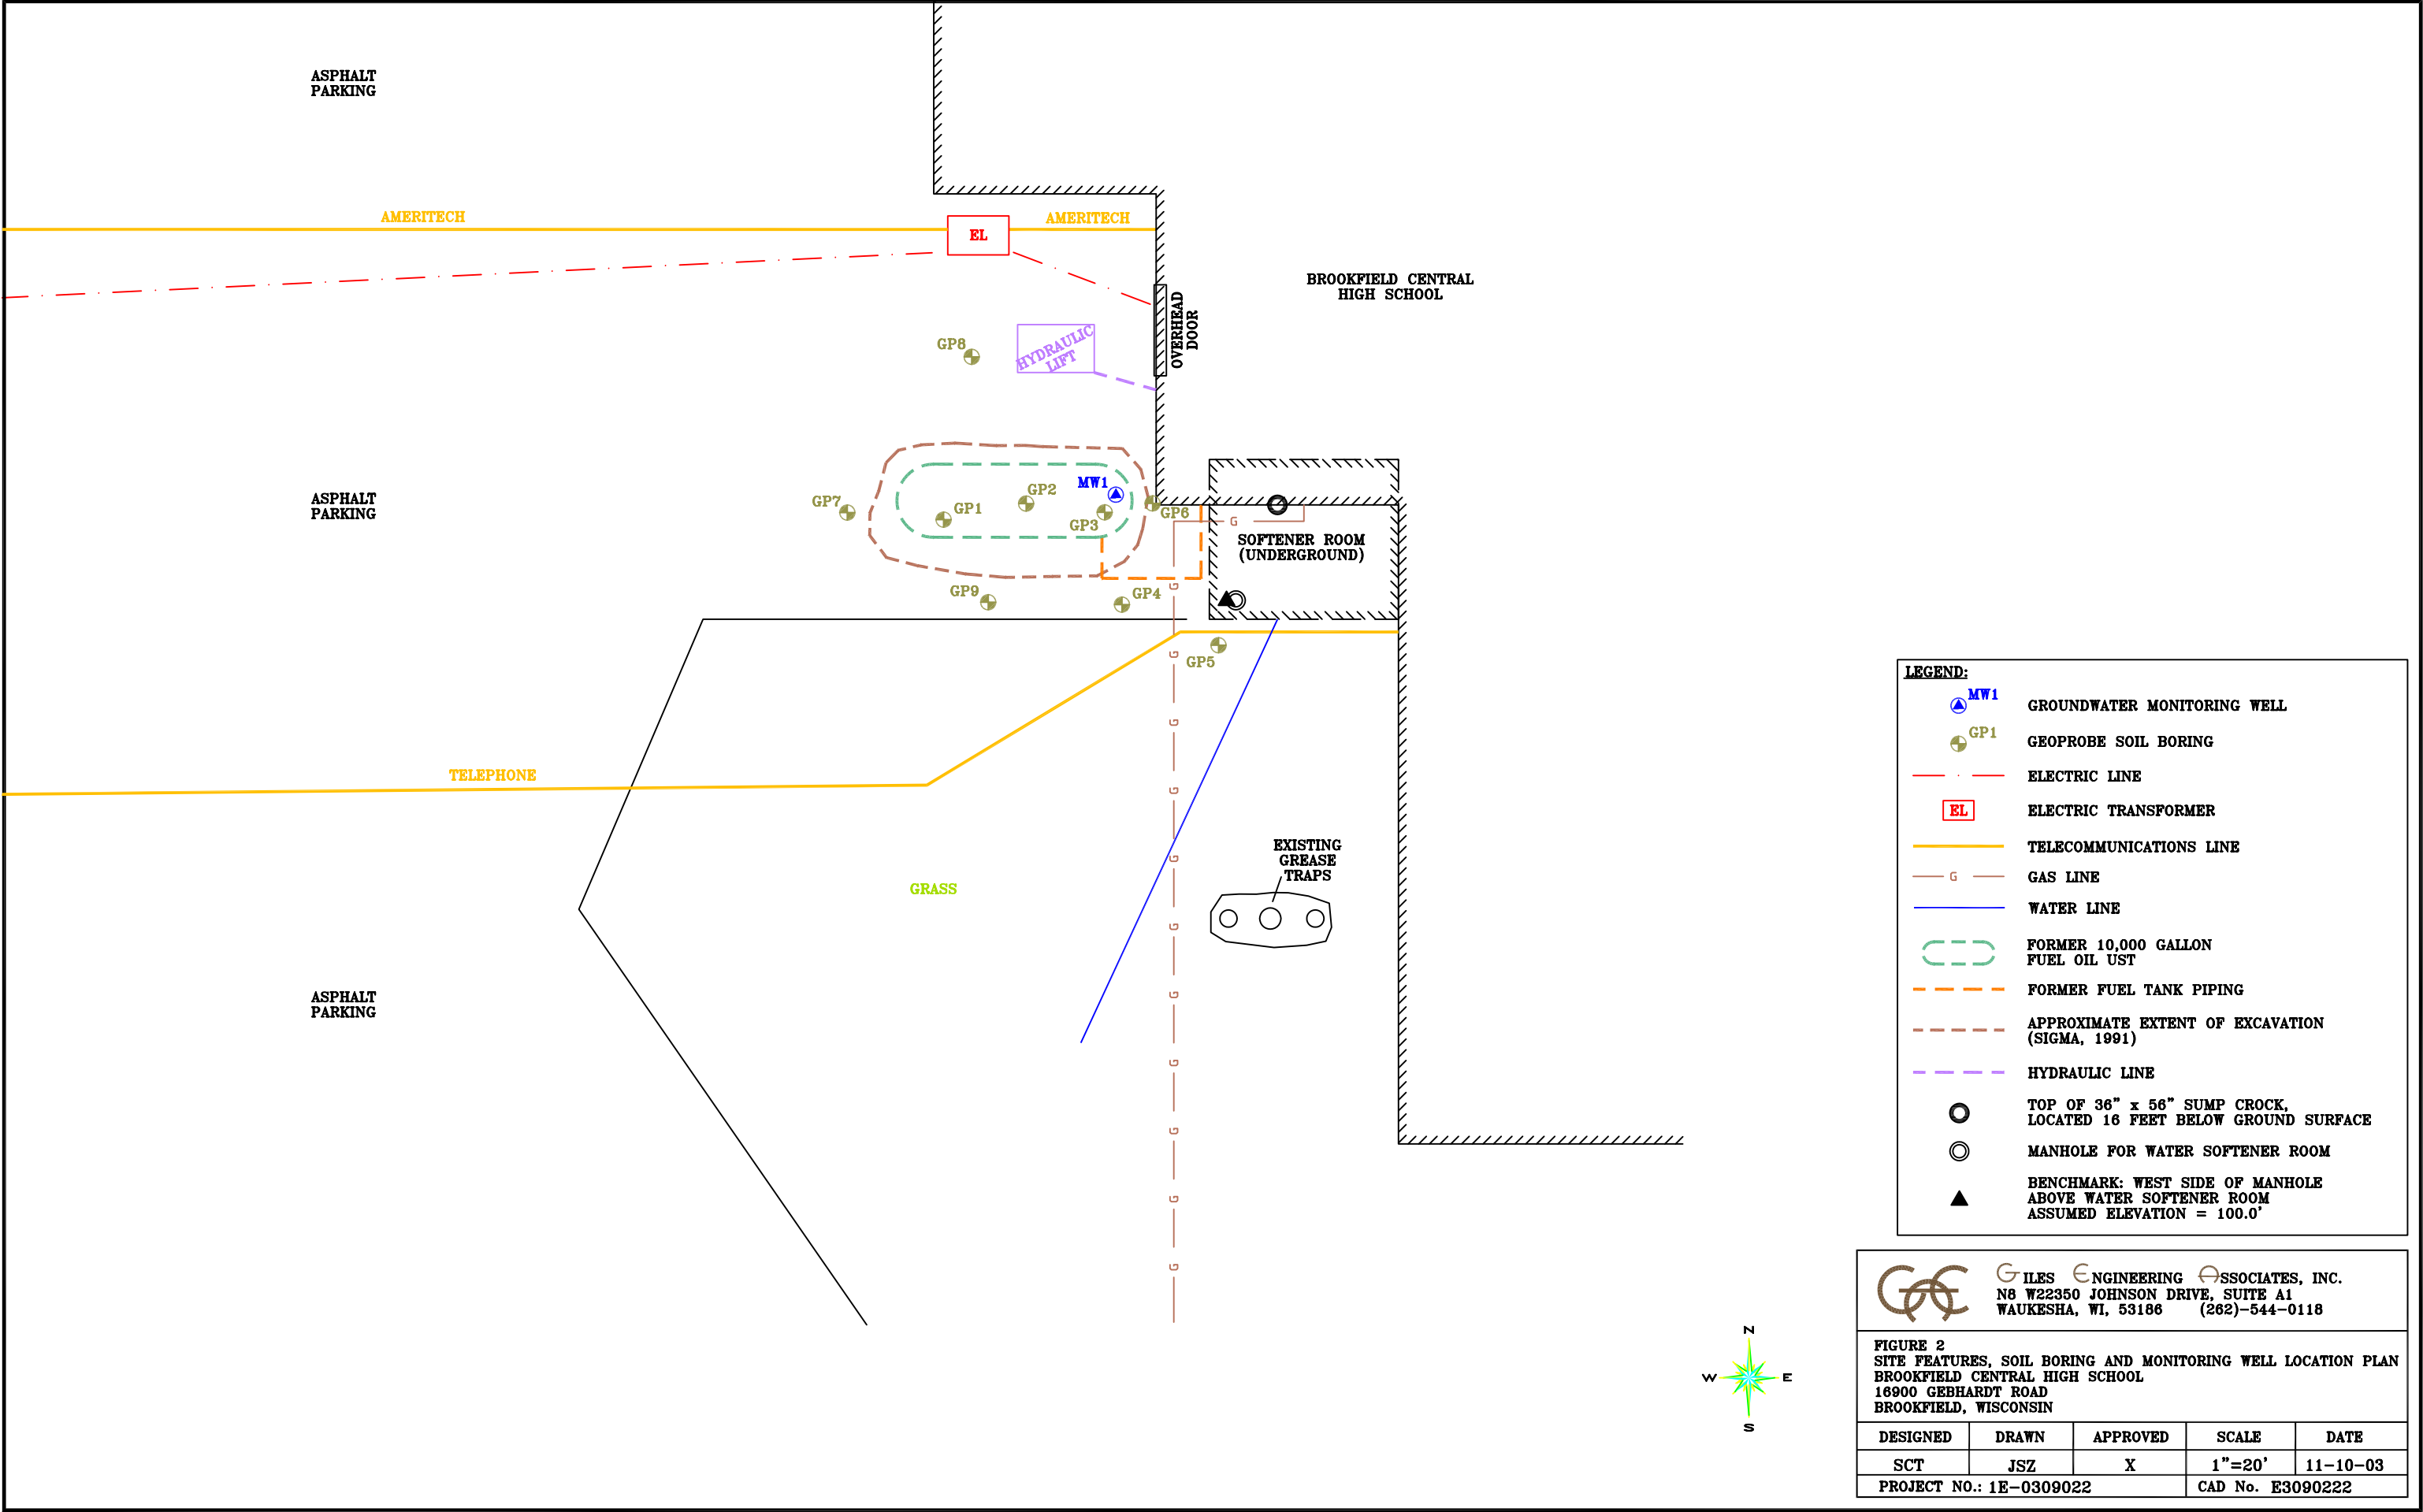 ASPHALT
PARKING
AMERITECH
EL
AMERITECH
BROOKFIELD CENTRAL
HIGH SCHOOL
OVERHEAD
DOOR
GP8
HYDRAULIC
LIFT
ASPHALT
PARKING
GP7
GP1
GP2
MW1
GP3
GP6
G
SOFTENER ROOM
(UNDERGROUND)
G
GP9
GP4
G
GP5
G
TELEPHONE
G
EXISTING
GREASE
TRAPS
G
GRASS
G
ASPHALT
PARKING
G
G
G
G
G
LEGEND:
MW1
GROUNDWATER MONITORING WELL
GP1
GEOPROBE SOIL BORING
ELECTRIC LINE
EL
ELECTRIC TRANSFORMER
TELECOMMUNICATIONS LINE
G
GAS LINE
WATER LINE
FORMER 10,000 GALLON
FUEL OIL UST
FORMER FUEL TANK PIPING
APPROXIMATE EXTENT OF EXCAVATION
(SIGMA, 1991)
HYDRAULIC LINE
TOP OF 36" x 56" SUMP CROCK,
LOCATED 16 FEET BELOW GROUND SURFACE
MANHOLE FOR WATER SOFTENER ROOM
BENCHMARK: WEST SIDE OF MANHOLE
ABOVE WATER SOFTENER ROOM
ASSUMED ELEVATION = 100.0'
N
W
E
S
GAE
GILES ENGINEERING ASSOCIATES, INC.
N8 W22350 JOHNSON DRIVE, SUITE A1
WAUKESHA, WI, 53186 (262)-544-0118
FIGURE 2
SITE FEATURES, SOIL BORING AND MONITORING WELL LOCATION PLAN
BROOKFIELD CENTRAL HIGH SCHOOL
16900 GEBHARDT ROAD
BROOKFIELD, WISCONSIN
DESIGNED DRAWN APPROVED SCALE DATE
SCT JSZ X 1"=20' 11-10-03
PROJECT NO.: 1E-0309022 CAD No. E3090222